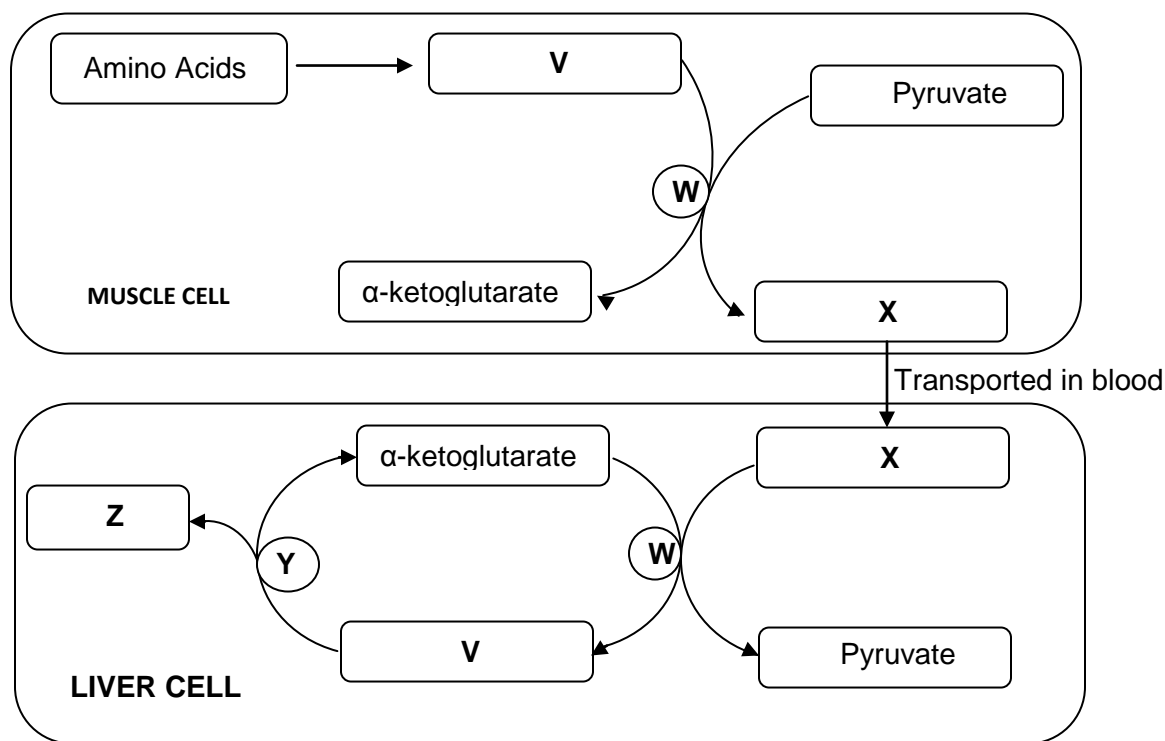 Amino Acids
V
Pyruvate
W
α-ketoglutarate
MUSCLE CELL
X
Transported in blood
α-ketoglutarate
X
Z
Y
W
V
Pyruvate
LIVER CELL